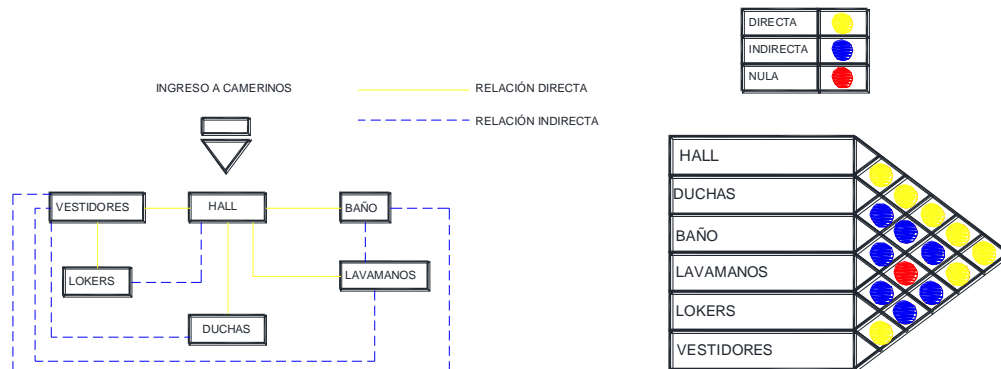 INGRESO A CAMERINOS
RELACIÓN DIRECTA
RELACIÓN INDIRECTA
VESTIDORES
HALL
BAÑO
LOKERS
LAVAMANOS
DUCHAS
DIRECTA
INDIRECTA
NULA
HALL
DUCHAS
BAÑO
LAVAMANOS
LOKERS
VESTIDORES